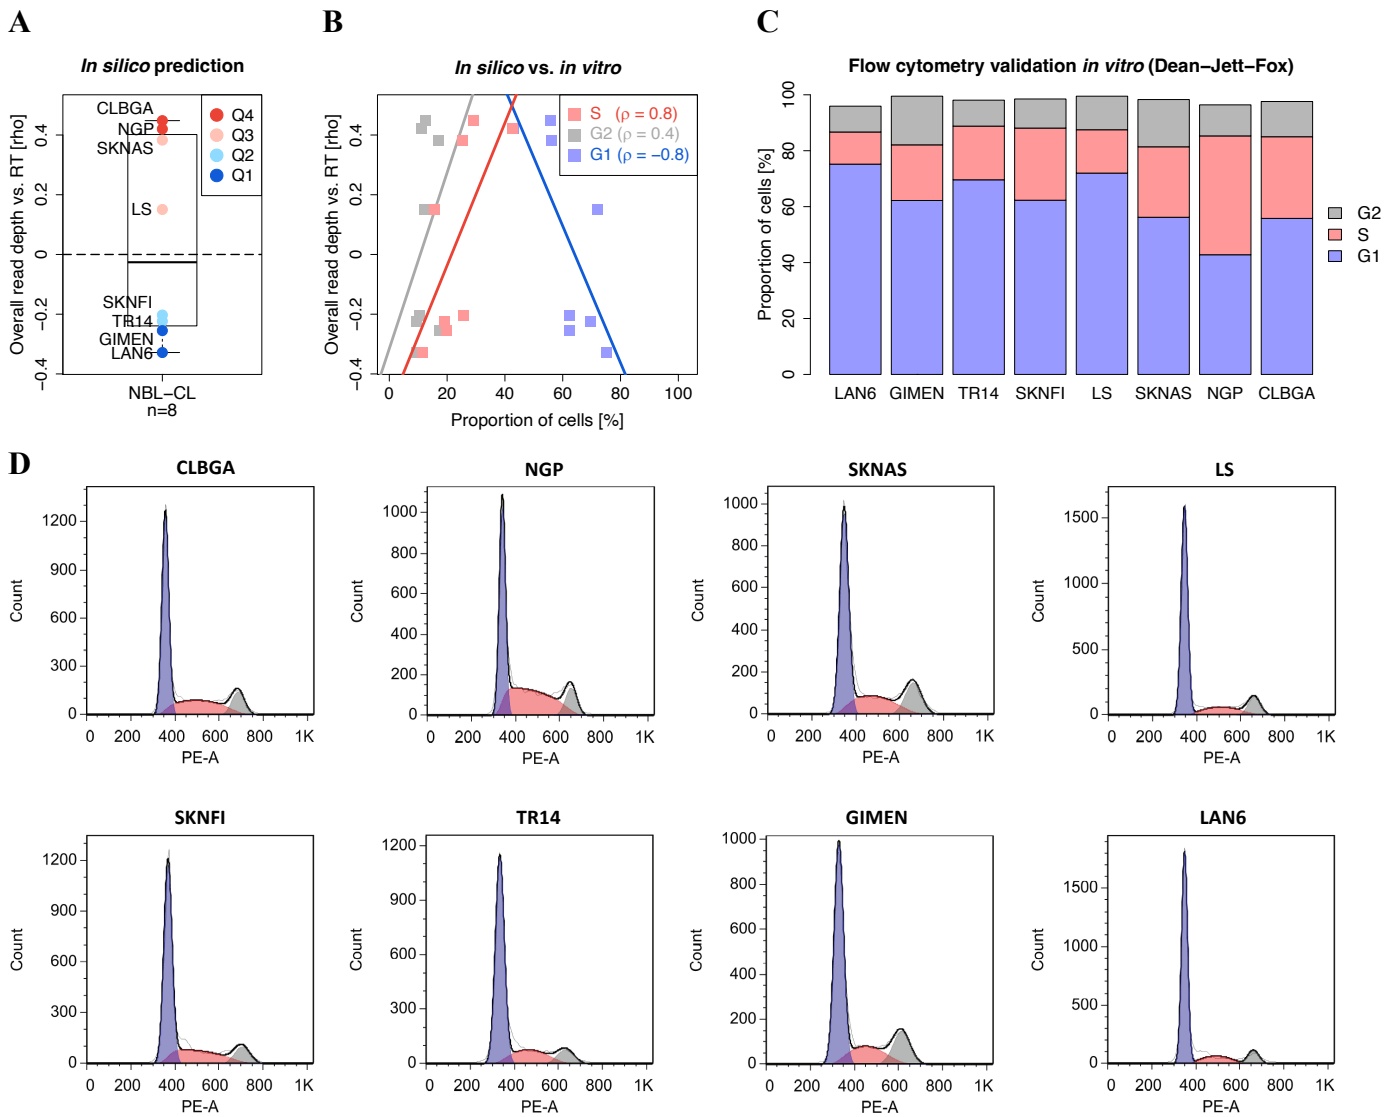 A
In silico prediction
Overall read depth vs. RT [rho]
0.4
0.2
0
−0.2
−0.4
CLBGA
NGP
SKNAS
LS
SKNFI
TR14
GIMEN
LAN6
Q4
Q3
Q2
Q1
NBL−CL
n=8
B
In silico vs. in vitro
Overall read depth vs. RT [rho]
0.4
0.2
0
−0.2
−0.4
S (ρ = 0.8)
G2 (ρ = 0.4)
G1 (ρ = −0.8)
0 20 40 60 80 100
Proportion of cells [%]
C
Flow cytometry validation in vitro (Dean−Jett−Fox)
Proportion of cells [%]
100
80
60
40
20
0
LAN6 GIMEN TR14 SKNFI LS SKNAS NGP CLBGA
G2
S
G1
D
CLBGA
Count
1200
900
600
300
0
0 200 400 600 800 1K
PE-A
NGP
Count
1000
800
600
400
200
0
0 200 400 600 800 1K
PE-A
SKNAS
Count
1000
800
600
400
200
0
0 200 400 600 800 1K
PE-A
LS
Count
1500
1000
500
0
0 200 400 600 800 1K
PE-A
SKNFI
Count
1200
900
600
300
0
0 200 400 600 800 1K
PE-A
TR14
Count
1200
900
600
300
0
0 200 400 600 800 1K
PE-A
GIMEN
Count
1000
800
600
400
200
0
0 200 400 600 800 1K
PE-A
LAN6
Count
1500
1000
500
0
0 200 400 600 800 1K
PE-A